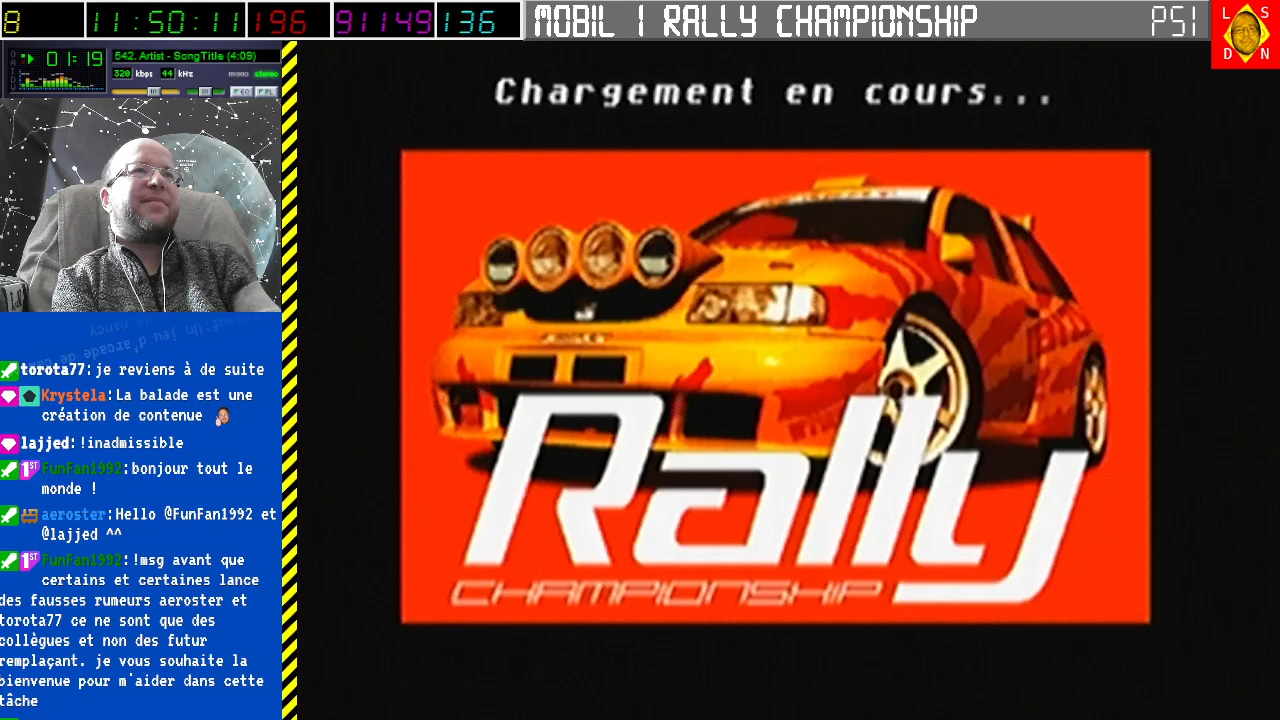 8 11:50:11 196 91149 136 MOBIL 1 RALLY CHAMPIONSHIP PS1
L S
D N
01:19
542. Artist - SongTitle (4:09)
320 kbps 44 kHz mono stereo
EQ PL
Chargement en cours...
Rally
CHAMPIONSHIP
torota77: je reviens à de suite
Krystela: La balade est une
création de contenue
lajjed: !inadmissible
FunFan1992: bonjour tout le
monde !
aeroster: Hello @FunFan1992 et
@lajjed ^^
FunFan1992: !msg avant que
certains et certaines lance
des fausses rumeurs aeroster et
torota77 ce ne sont que des
collègues et non des futur
remplaçant. je vous souhaite la
bienvenue pour m'aider dans cette
tâche